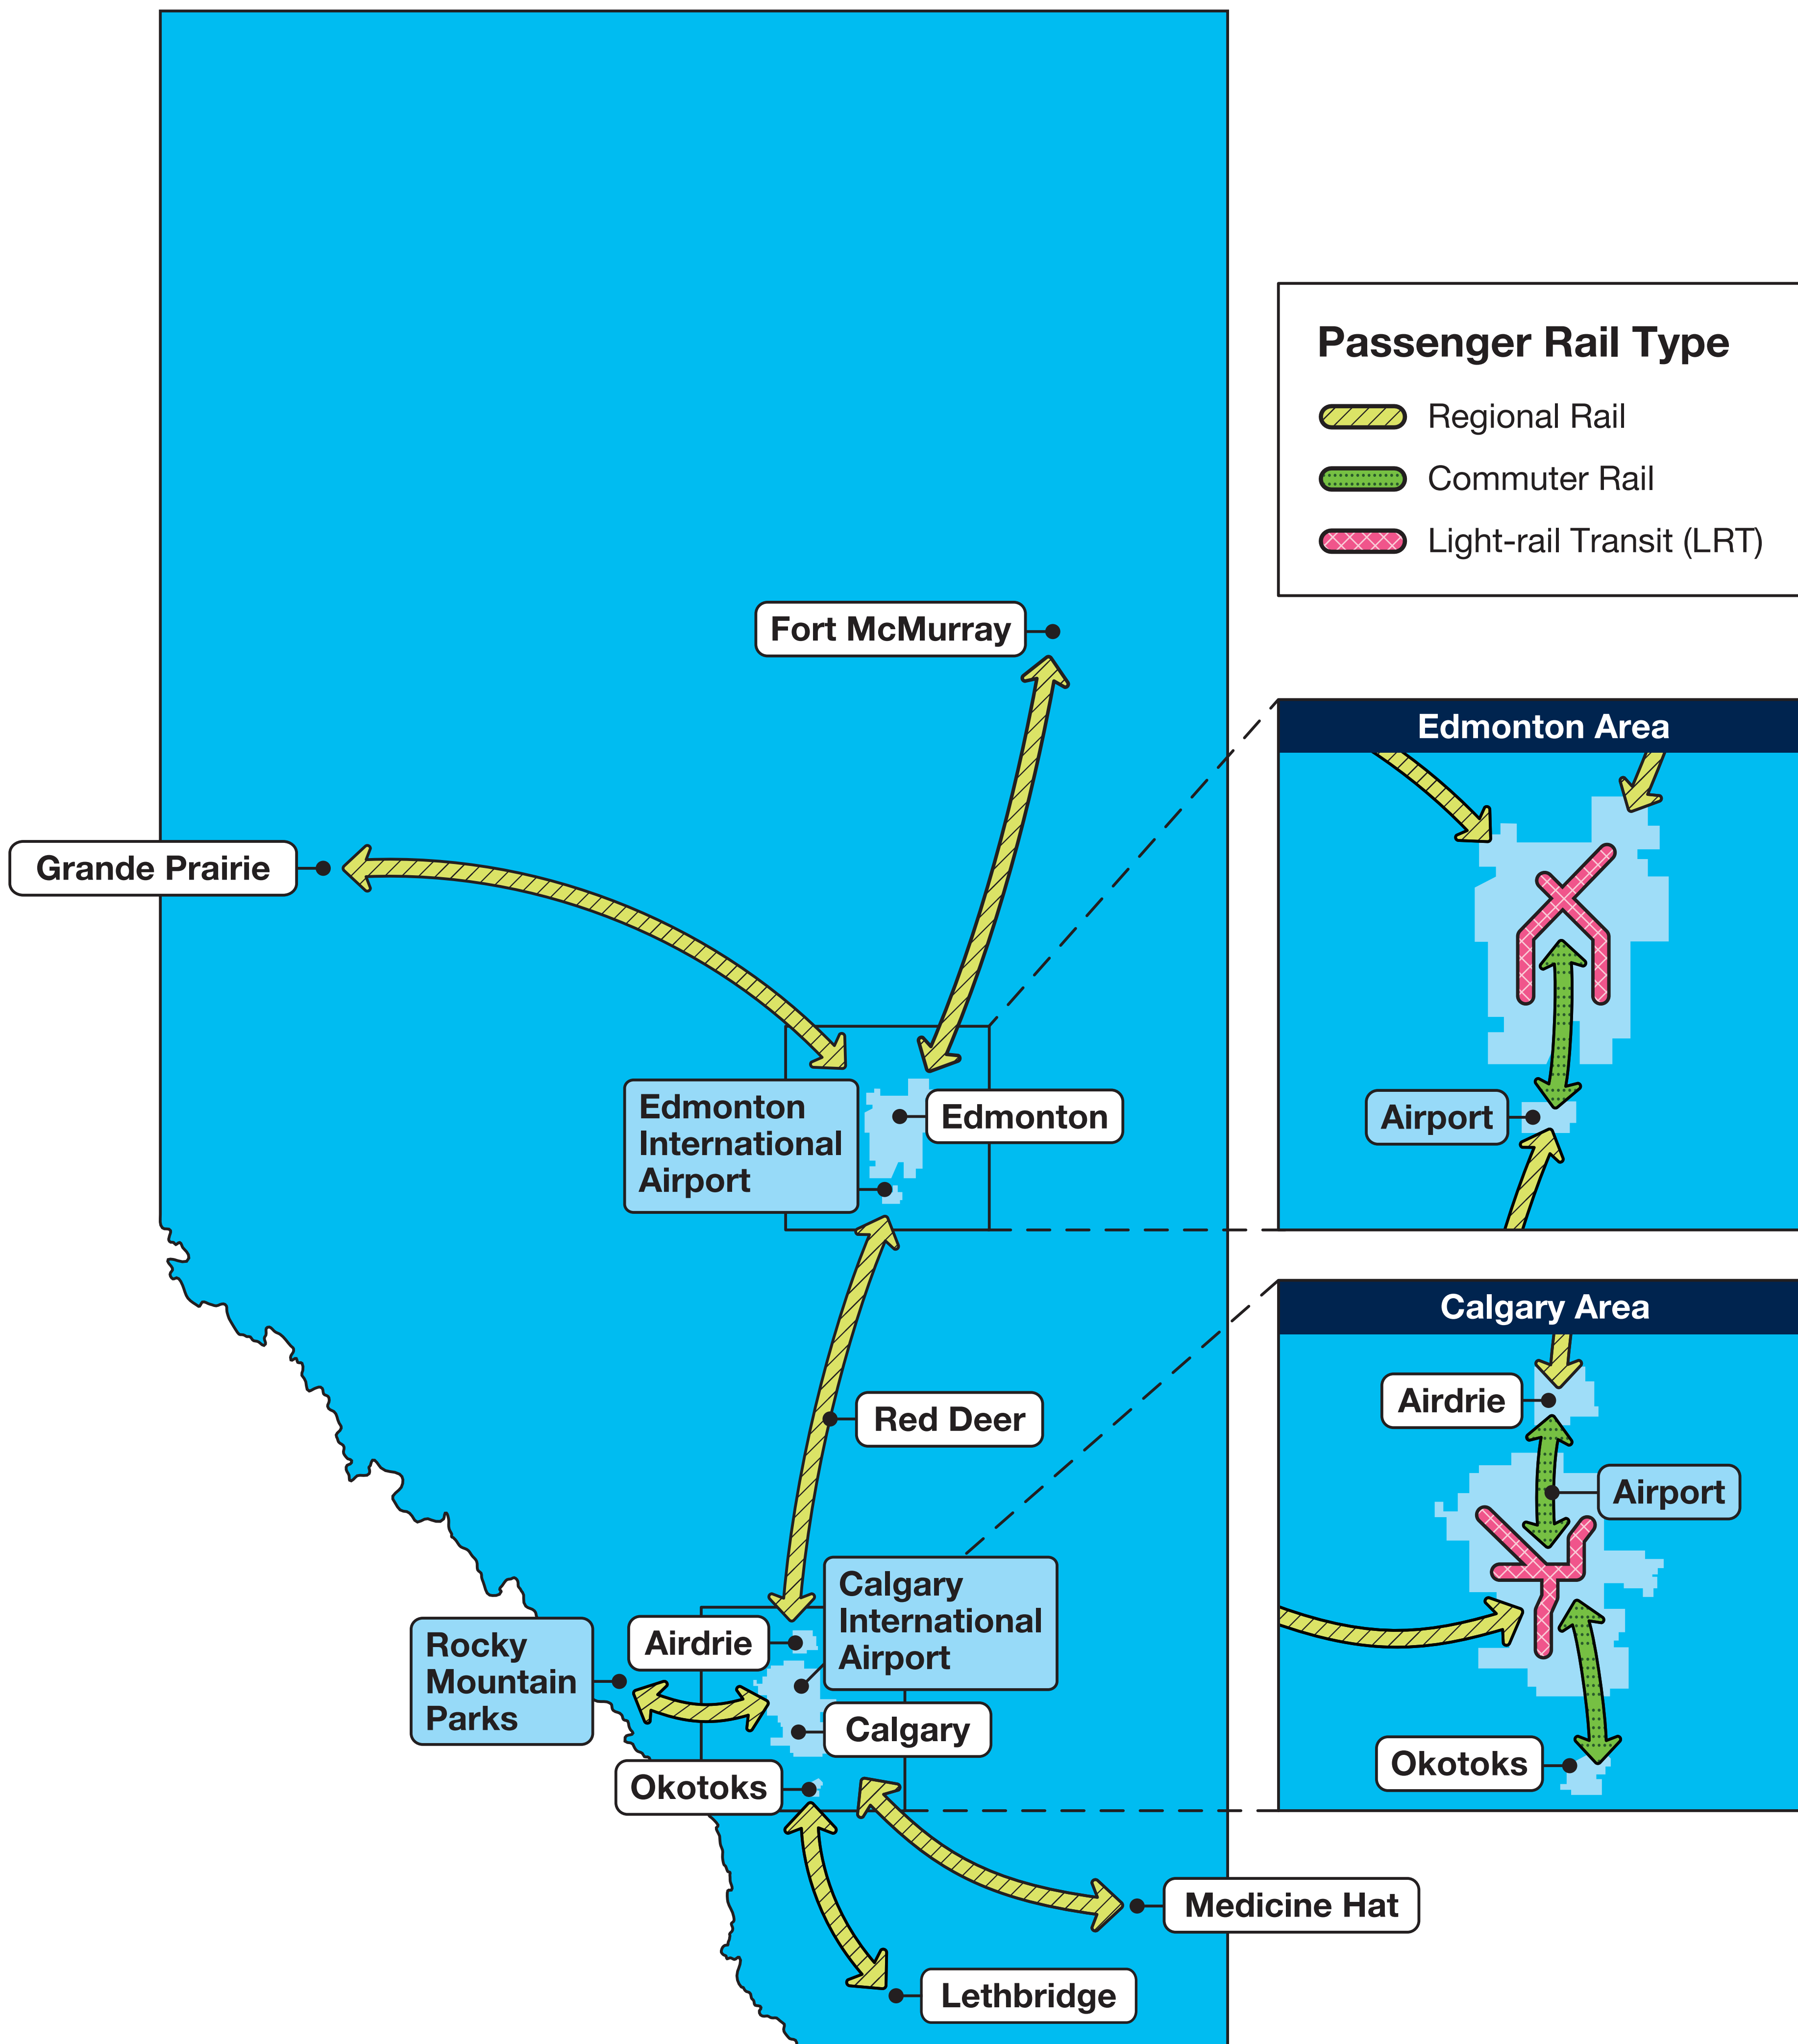 Passenger Rail Type
Regional Rail
Commuter Rail
Light-rail Transit (LRT)
Fort McMurray
Grande Prairie
Edmonton
International
Airport
Edmonton
Edmonton Area
Airport
Red Deer
Calgary Area
Airdrie
Airport
Okotoks
Calgary
International
Airport
Airdrie
Rocky
Mountain
Parks
Calgary
Okotoks
Medicine Hat
Lethbridge